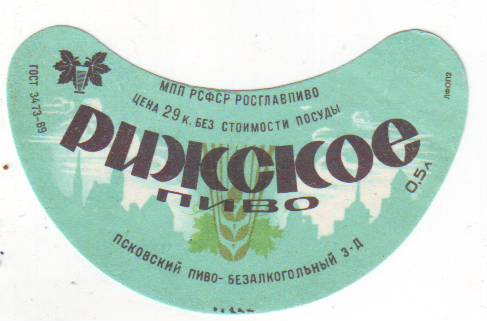 МПП РСФСР РОСГЛАВПИВО
ЦЕНА 29 К. БЕЗ СТОИМОСТИ ПОСУДЫ
ГОСТ 3473-69
РИЖСКОЕ
ПИВО
0,5 Л
ПСКОВСКИЙ ПИВО-БЕЗАЛКОГОЛЬНЫЙ З-Д